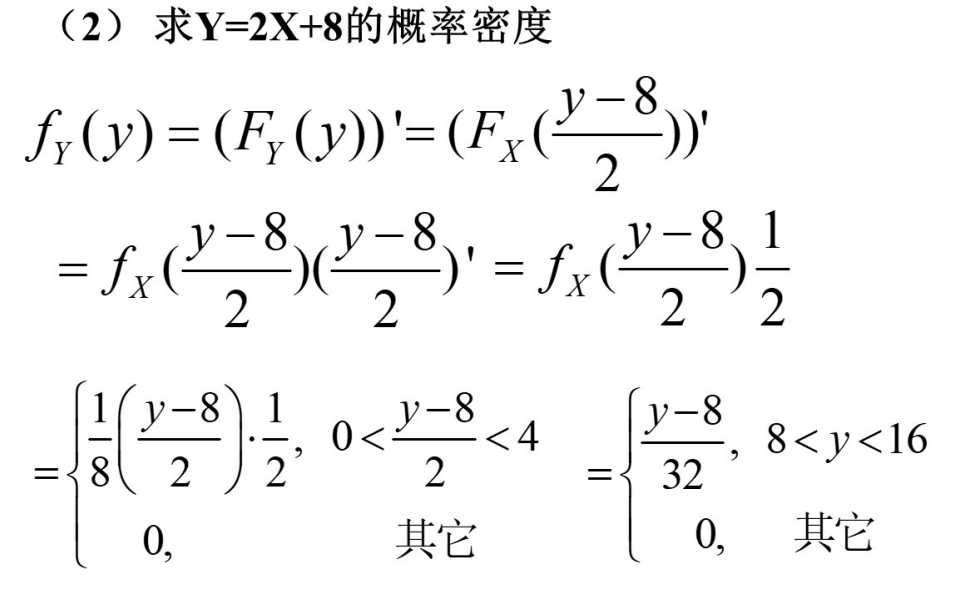 （2） 求Y=2X+8的概率密度
f_Y(y) = (F_Y(y))' = (F_X(\frac{y-8}{2}))'
= f_X(\frac{y-8}{2})(\frac{y-8}{2})' = f_X(\frac{y-8}{2})\frac{1}{2}
= \begin{cases} \frac{1}{8}\left(\frac{y-8}{2}\right)\cdot\frac{1}{2}, & 0<\frac{y-8}{2}<4 \\ 0, & 其它 \end{cases} = \begin{cases} \frac{y-8}{32}, & 8<y<16 \\ 0, & 其它 \end{cases}